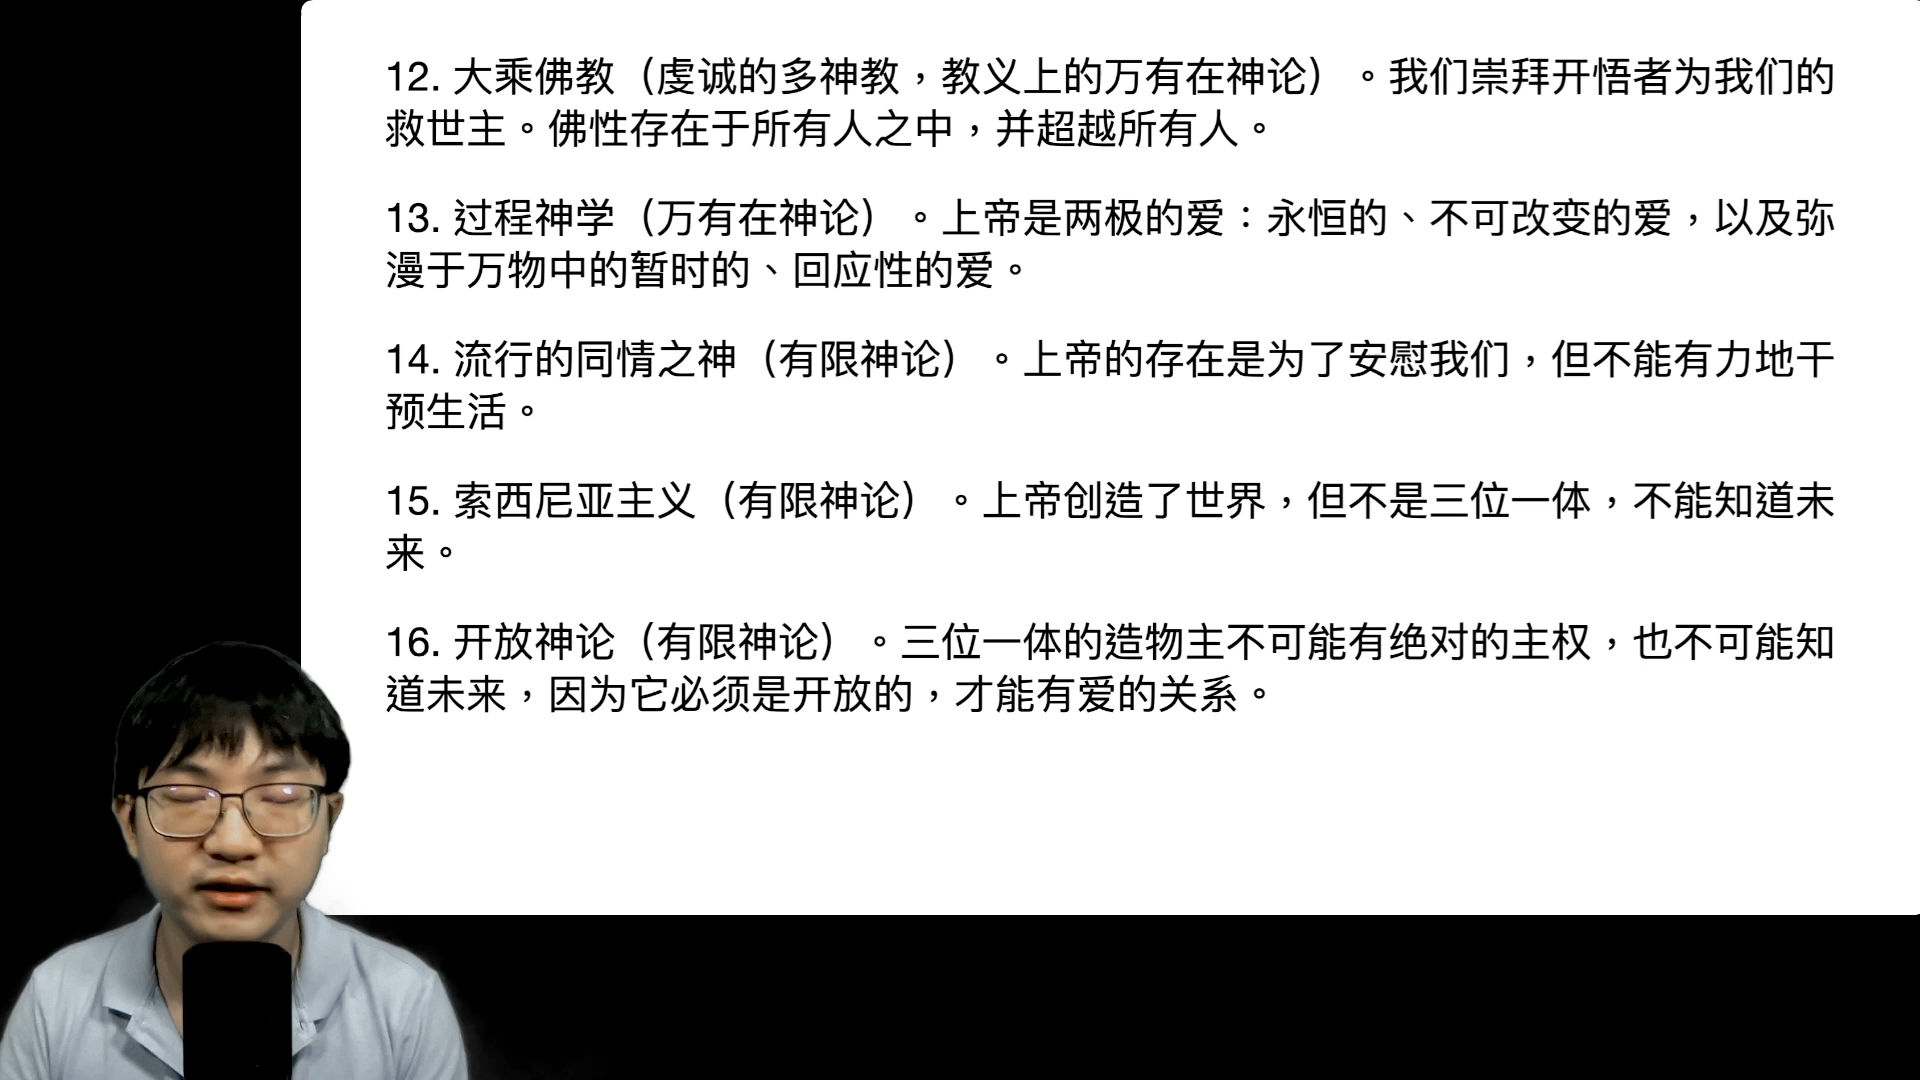 12. 大乘佛教（虔诚的多神教，教义上的万有在神论）。我们崇拜开悟者为我们的
救世主。佛性存在于所有人之中，并超越所有人。
13. 过程神学（万有在神论）。上帝是两极的爱：永恒的、不可改变的爱，以及弥
漫于万物中的暂时的、回应性的爱。
14. 流行的同情之神（有限神论）。上帝的存在是为了安慰我们，但不能有力地干
预生活。
15. 索西尼亚主义（有限神论）。上帝创造了世界，但不是三位一体，不能知道未
来。
16. 开放神论（有限神论）。三位一体的造物主不可能有绝对的主权，也不可能知
道未来，因为它必须是开放的，才能有爱的关系。